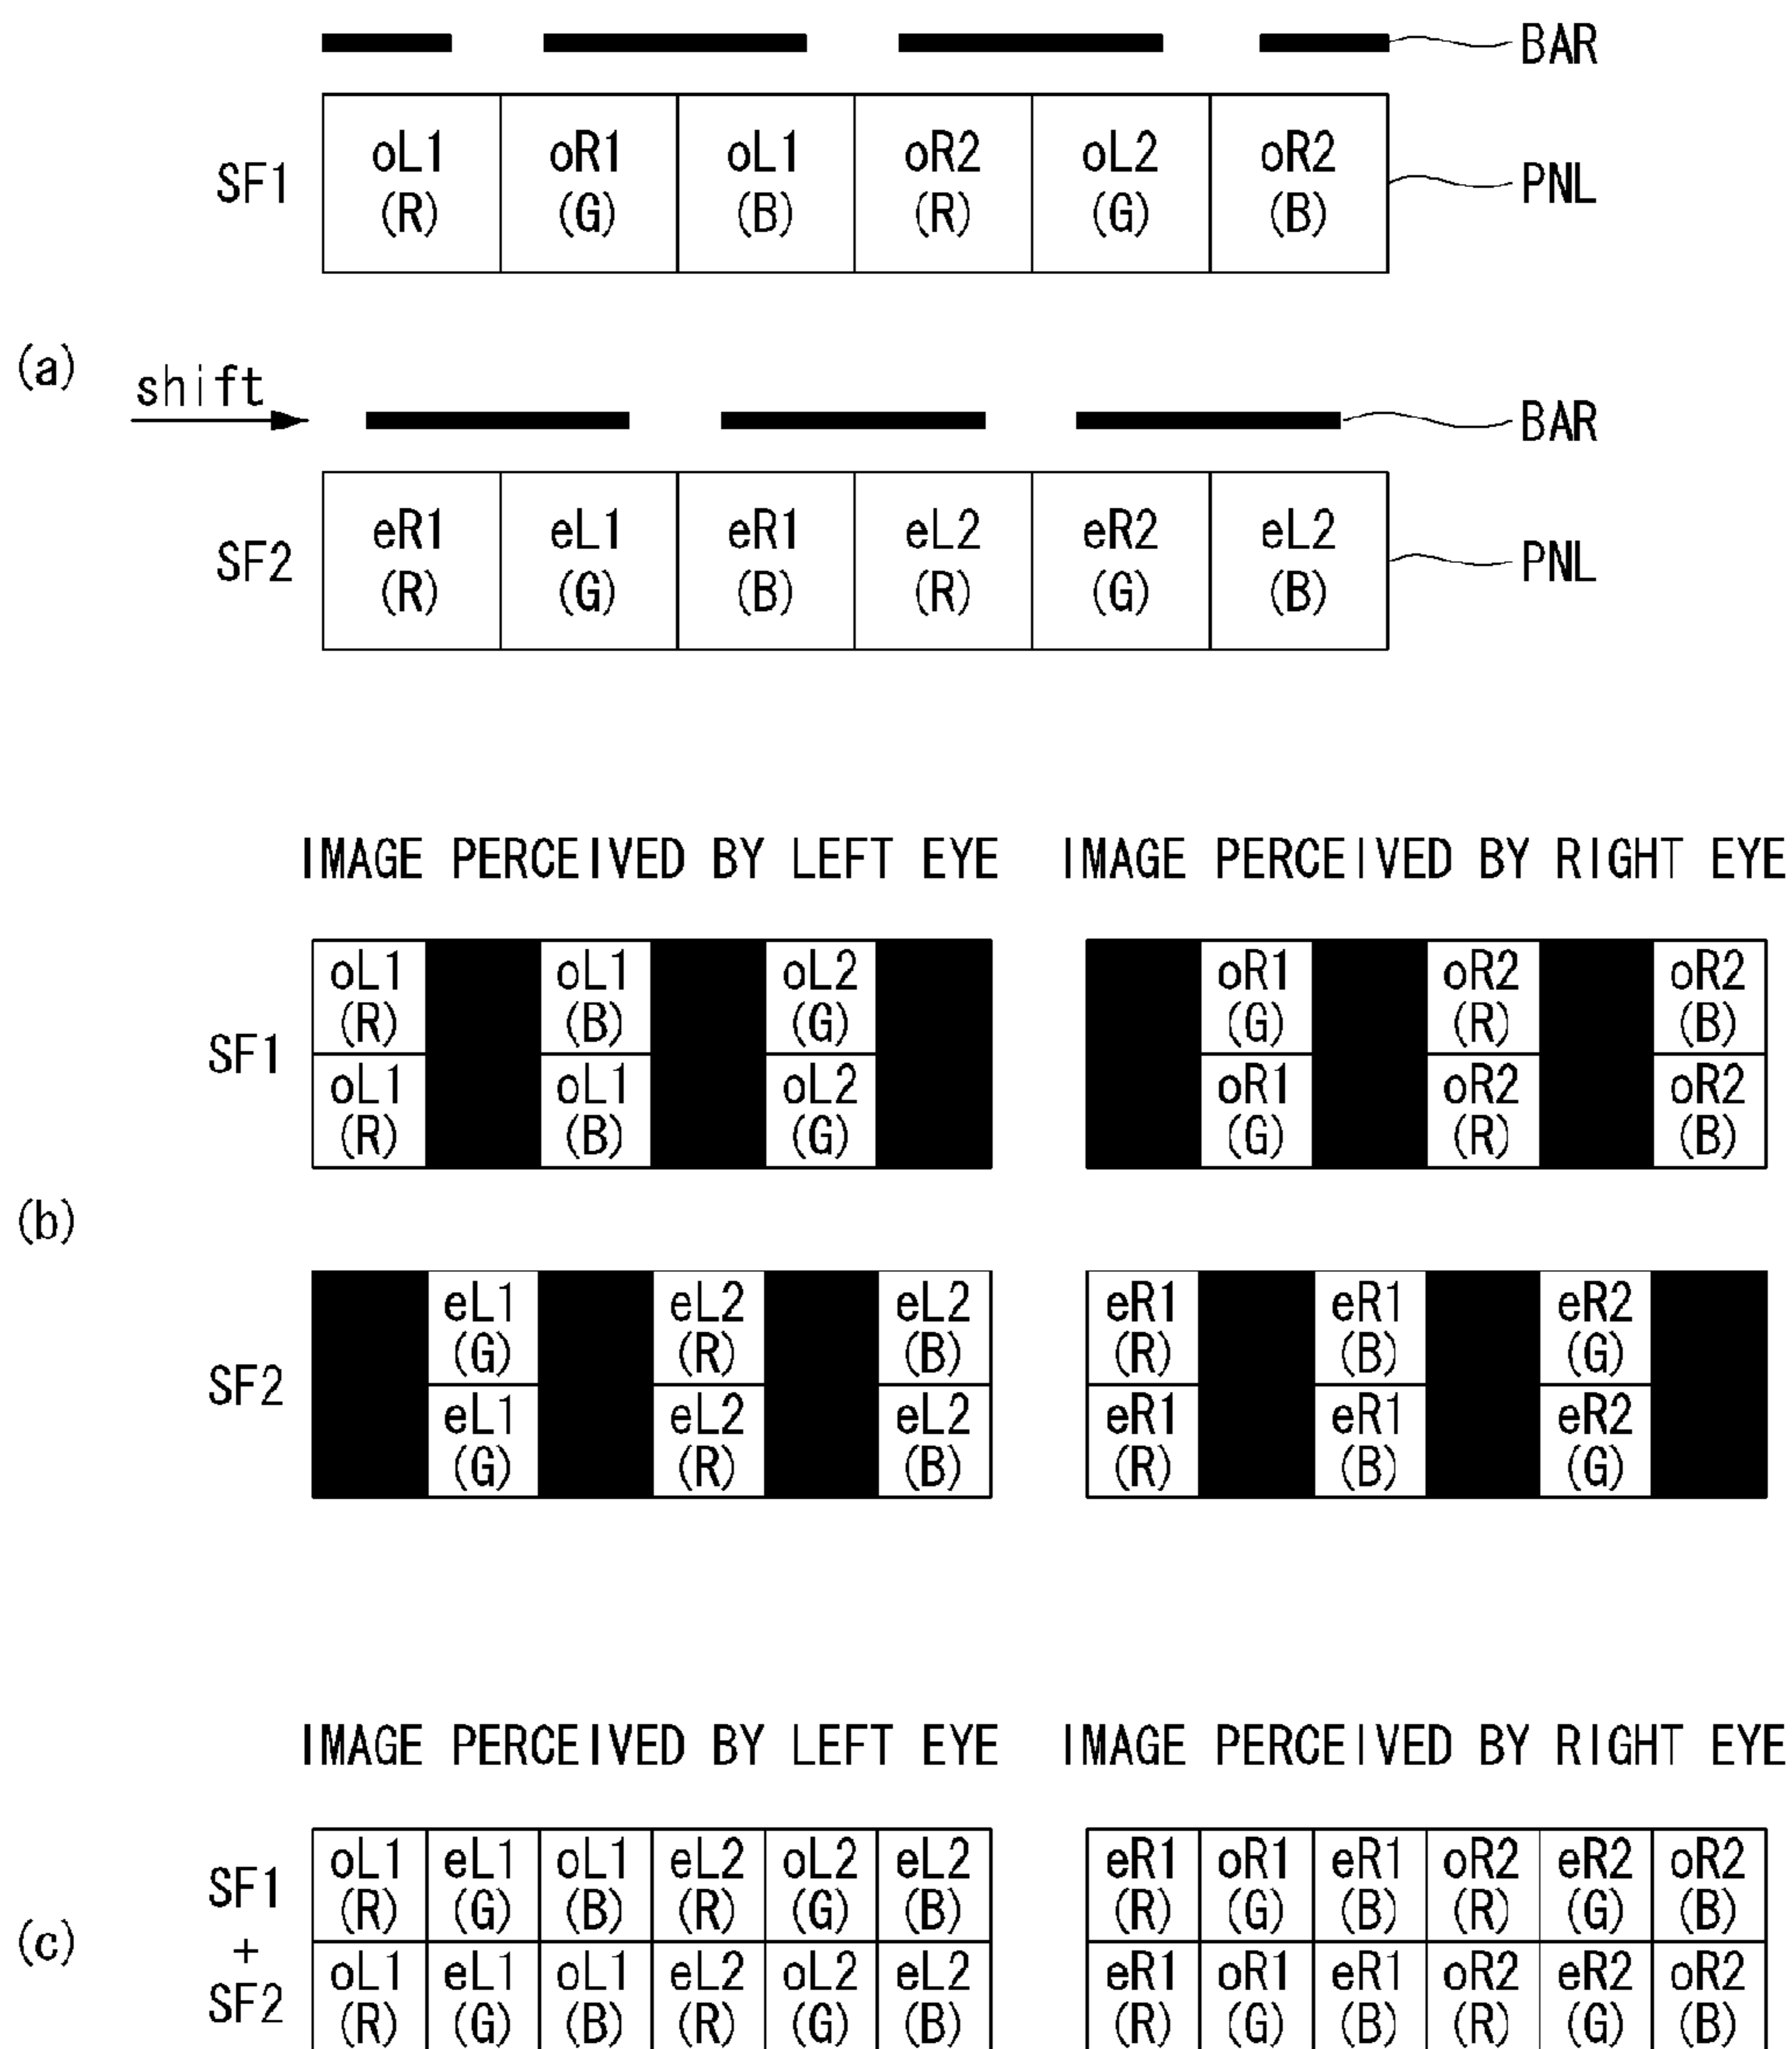 BAR
SF1 oL1 oR1 oL1 oR2 oL2 oR2 PNL
(R) (G) (B) (R) (G) (B)
(a)
shift BAR
SF2 eR1 eL1 eR1 eL2 eR2 eL2 PNL
(R) (G) (B) (R) (G) (B)
IMAGE PERCEIVED BY LEFT EYE IMAGE PERCEIVED BY RIGHT EYE
SF1
oL1 oL1 oL2 oR1 oR2 oR2
(R) (B) (G) (G) (R) (B)
oL1 oL1 oL2 oR1 oR2 oR2
(R) (B) (G) (G) (R) (B)
(b)
SF2
eL1 eL2 eL2 eR1 eR1 eR2
(G) (R) (B) (R) (B) (G)
eL1 eL2 eL2 eR1 eR1 eR2
(G) (R) (B) (R) (B) (G)
IMAGE PERCEIVED BY LEFT EYE IMAGE PERCEIVED BY RIGHT EYE
(c)
SF1
+
SF2
oL1 eL1 oL1 eL2 oL2 eL2 eR1 oR1 eR1 oR2 eR2 oR2
(R) (G) (B) (R) (G) (B) (R) (G) (B) (R) (G) (B)
oL1 eL1 oL1 eL2 oL2 eL2 eR1 oR1 eR1 oR2 eR2 oR2
(R) (G) (B) (R) (G) (B) (R) (G) (B) (R) (G) (B)